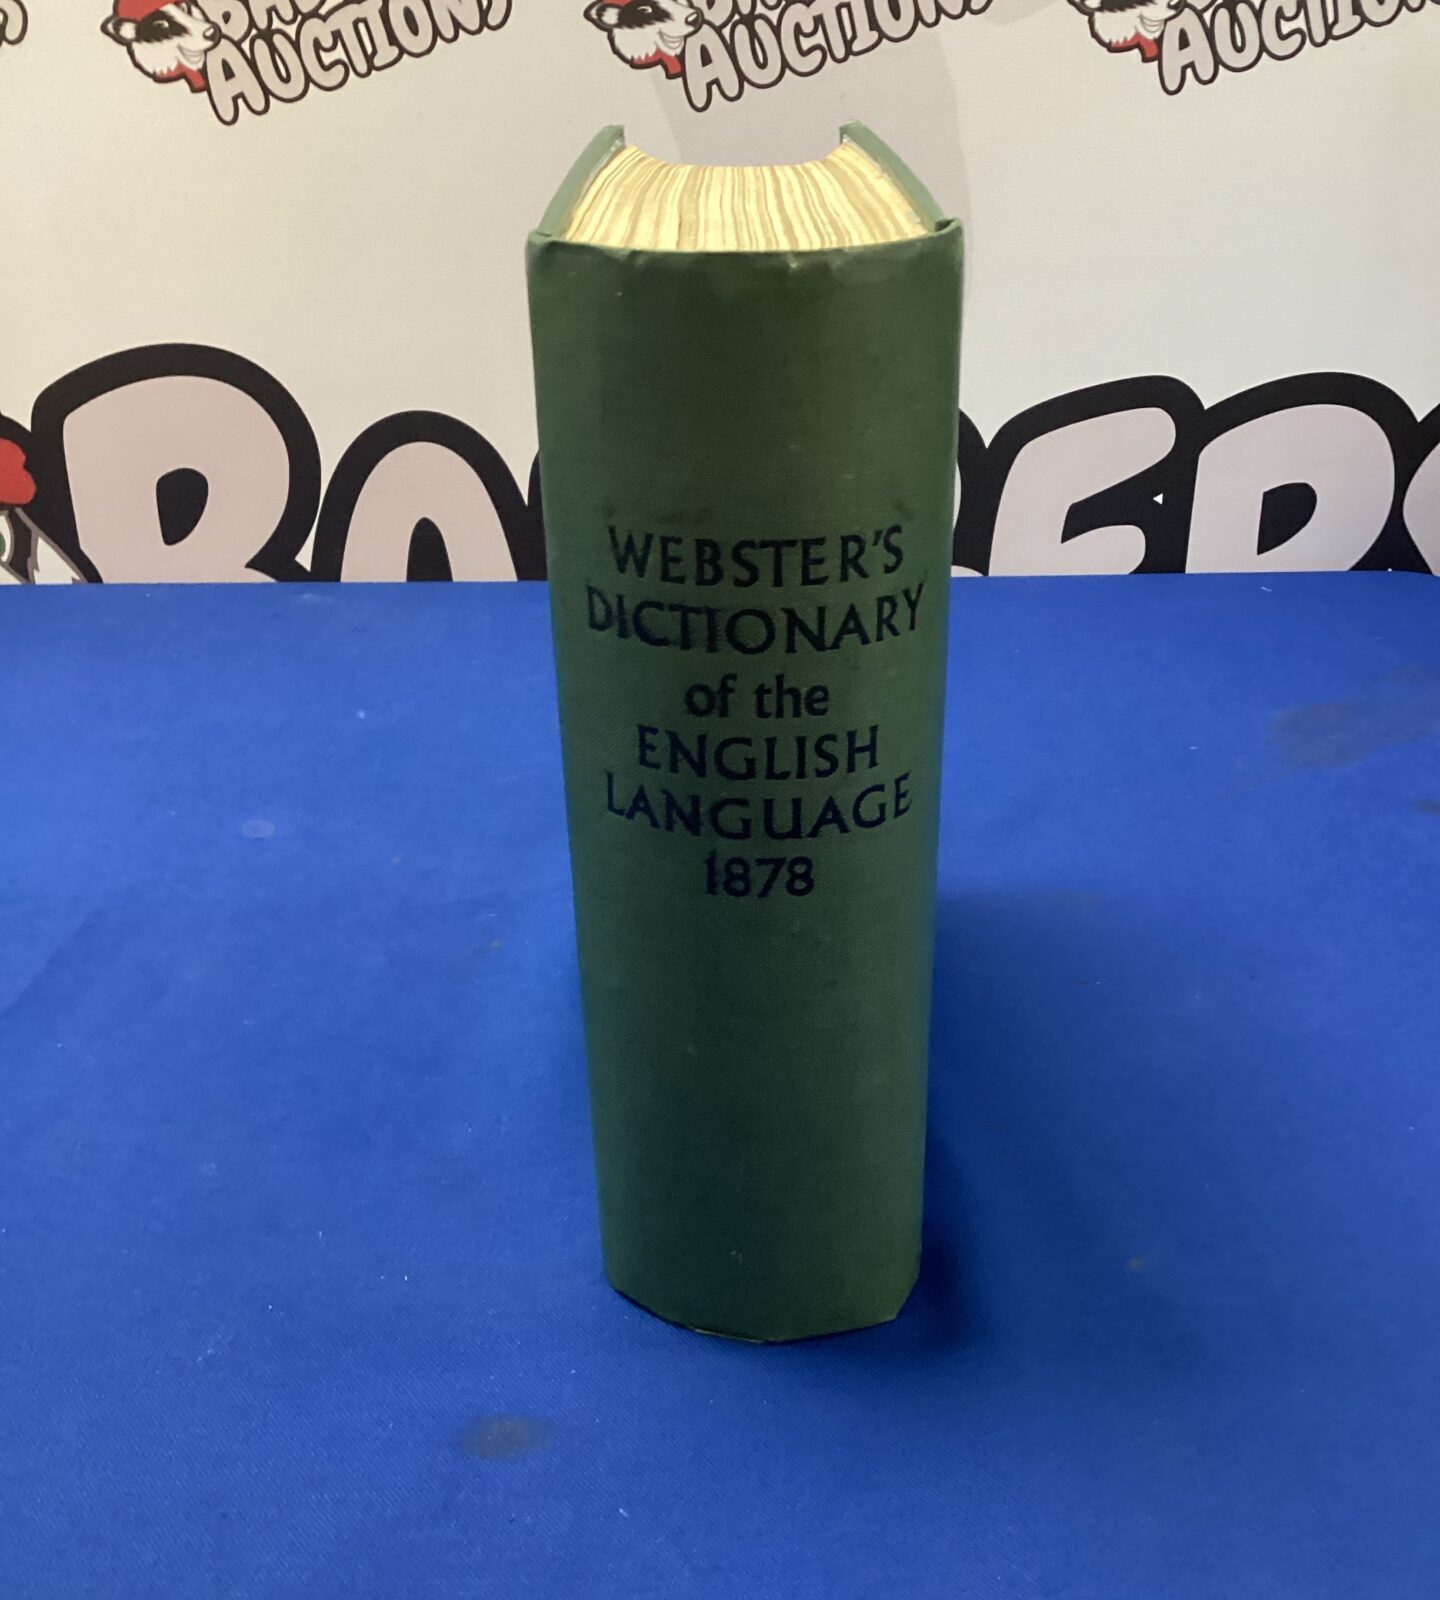 AUCTIONS
AUCTIONS
AUCTIONS
WEBSTER'S
DICTIONARY
of the
ENGLISH
LANGUAGE
1878